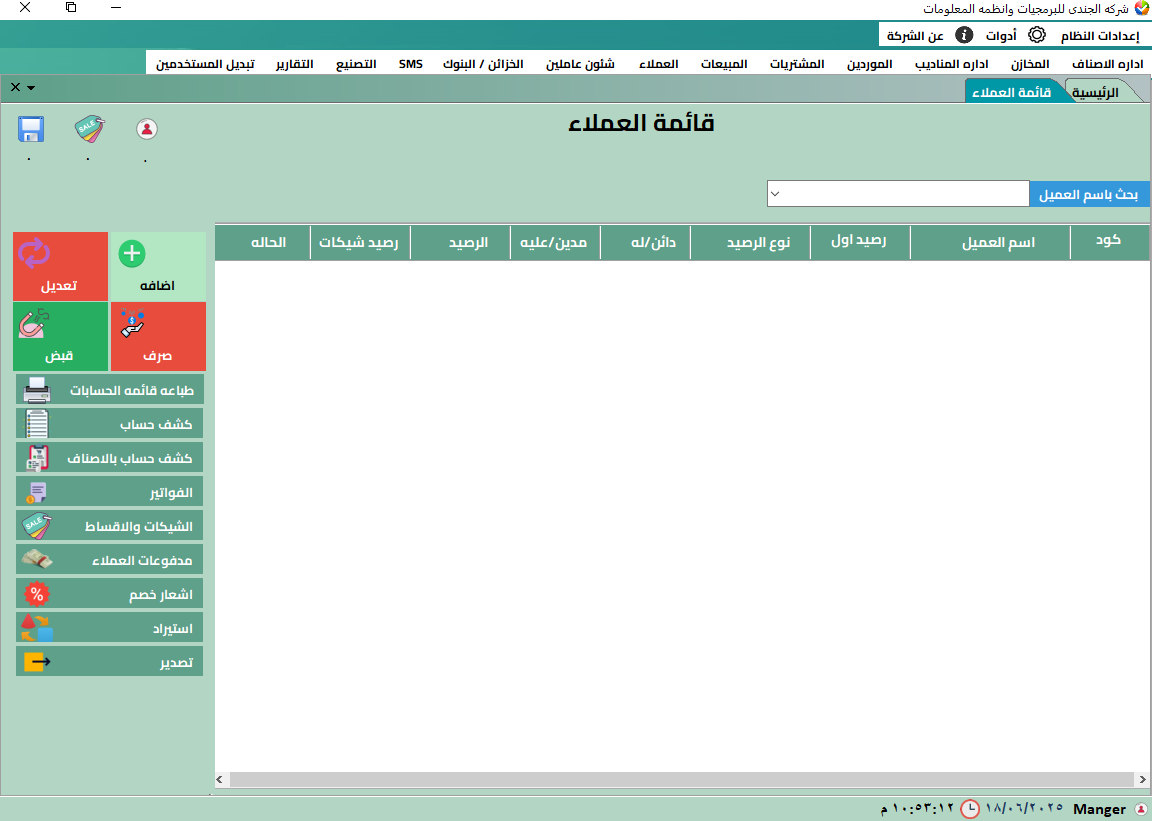 شركه الجندى للبرمجيات وانظمه المعلومات
إعدادات النظام أدوات عن الشركة
اداره الاصناف المخازن اداره المناديب الموردين المشتريات المبيعات العملاء شئون عاملين الخزائن / البنوك SMS التصنيع التقارير تبديل المستخدمين
الرئيسية قائمة العملاء
قائمة العملاء
بحث باسم العميل
كود اسم العميل رصيد اول نوع الرصيد دائن/له مدين/عليه الرصيد رصيد شيكات الحاله
اضافه تعديل
صرف قبض
طباعه قائمه الحسابات
كشف حساب
كشف حساب بالاصناف
الفواتير
الشيكات والاقساط
مدفوعات العملاء
اشعار خصم
استيراد
تصدير
Manger ١٨/٠٦/٢٠٢٥ ١٠:٥٣:١٢ م